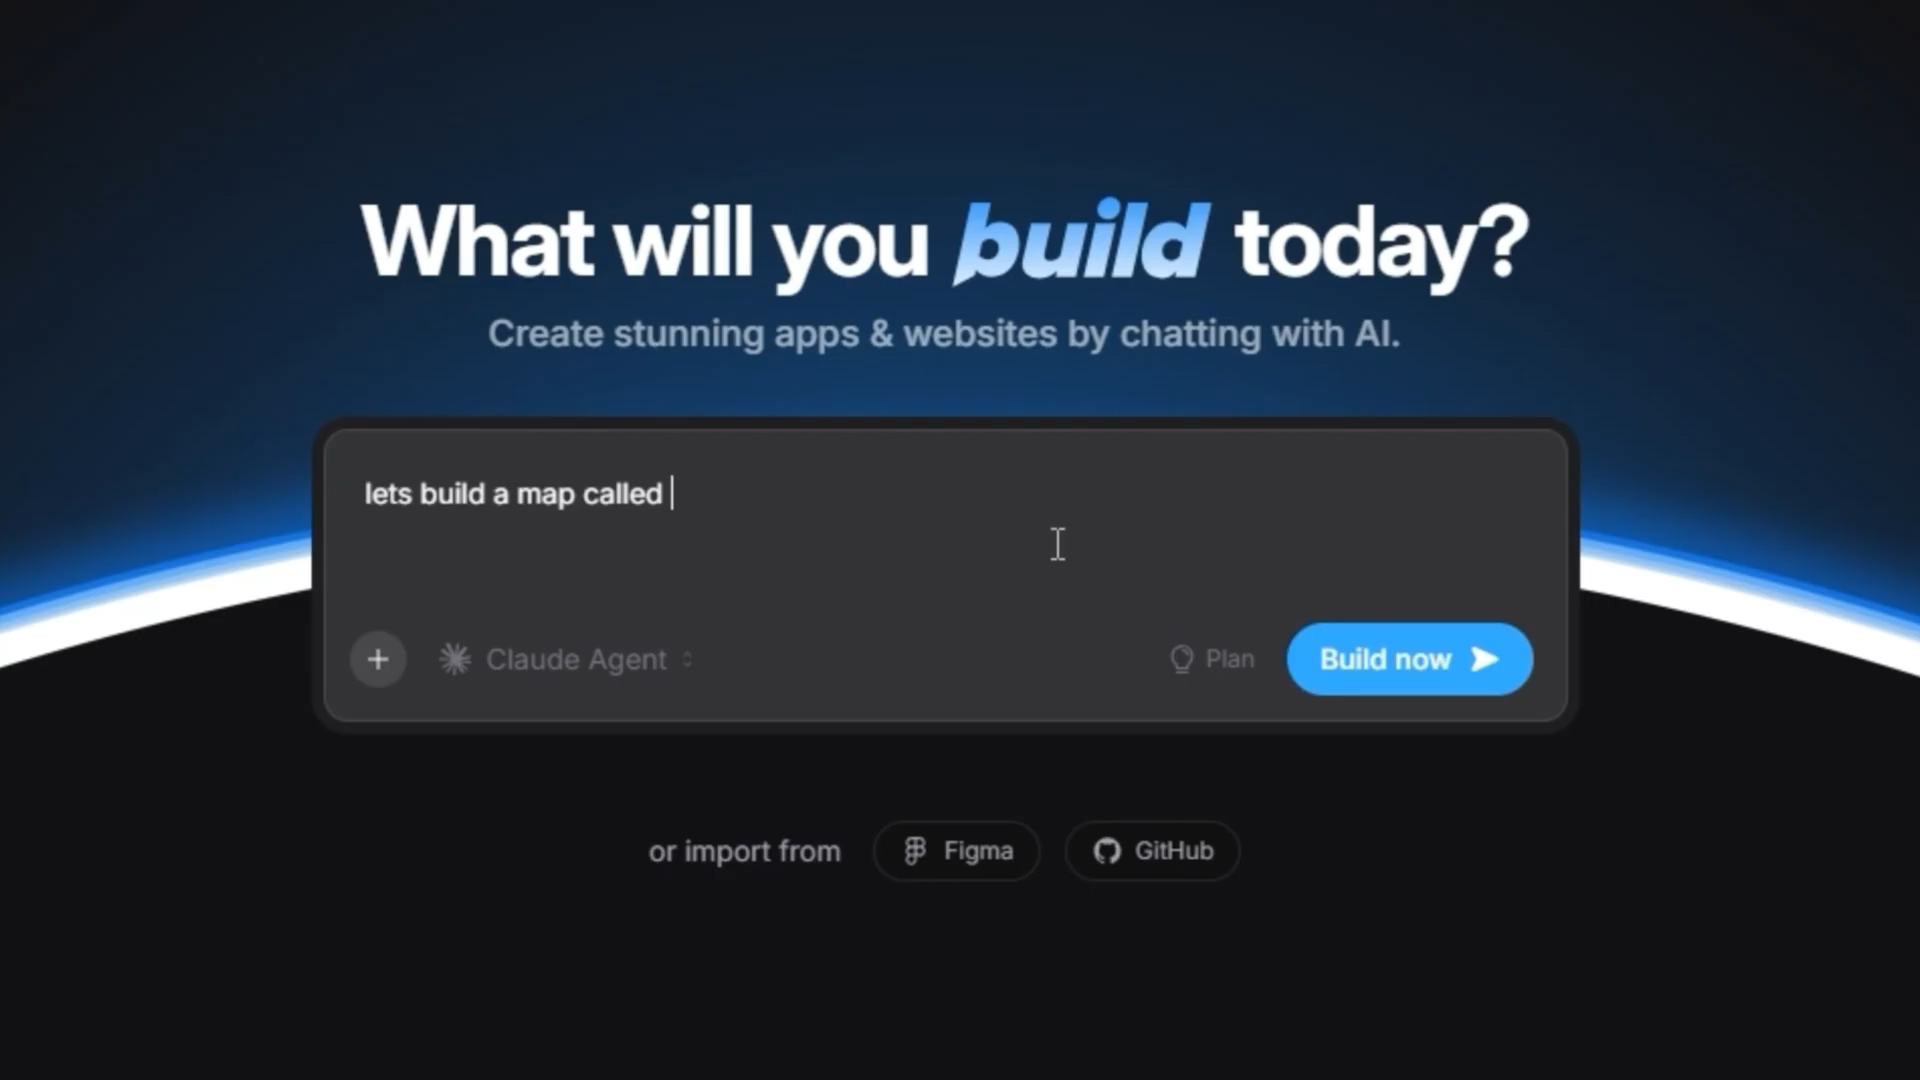 What will you build today?
Create stunning apps & websites by chatting with AI.
lets build a map called
Claude Agent
Plan
Build now
or import from
Figma
GitHub